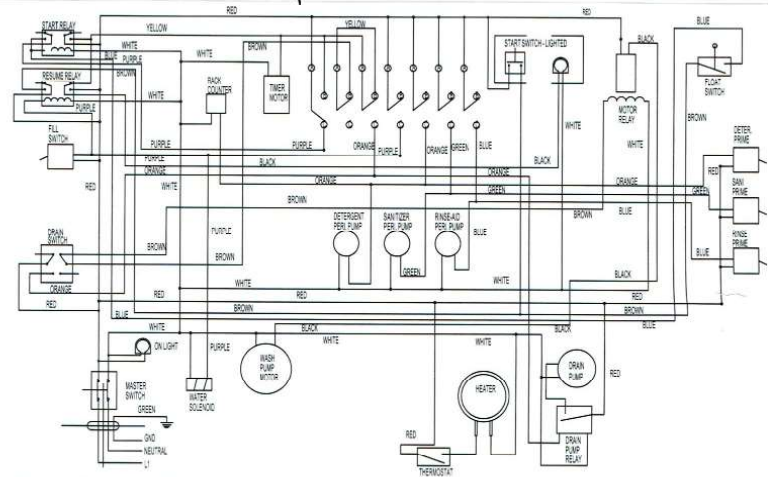 RED
RED
START RELAY
YELLOW
YELLOW
BLACK
BLUE
WHITE
BLUE
WHITE
BROWN
START SWITCH - LIGHTED
PURPLE
RESUME RELAY
BROWN
RACK COUNTER
TIMER MOTOR
FLOAT SWITCH
WHITE
PURPLE
MOTOR RELAY
BROWN
FILL SWITCH
WHITE
WHITE
DETER. PRIME
PURPLE
PURPLE
ORANGE
PURPLE
ORANGE
GREEN
BLUE
PURPLE
BLACK
BLACK
ORANGE
ORANGE
RED
RED
WHITE
ORANGE
ORANGE
SANI PRIME
GREEN
GREEN
BROWN
BROWN
BLUE
DETERGENT PERI. PUMP
SANITIZER PERI. PUMP
RINSE-AID PERI. PUMP
PURPLE
BLUE
DRAIN SWITCH
RINSE PRIME
BROWN
BROWN
BLUE
GREEN
BLACK
ORANGE
WHITE
WHITE
RED
RED
RED
BROWN
BROWN
BLUE
BLUE
WHITE
BLACK
BLACK
WHITE
WHITE
ON LIGHT
PURPLE
WASH PUMP MOTOR
DRAIN PUMP
RED
MASTER SWITCH
WATER SOLENOID
HEATER
GREEN
RED
GND
NEUTRAL
L1
THERMOSTAT
DRAIN PUMP RELAY